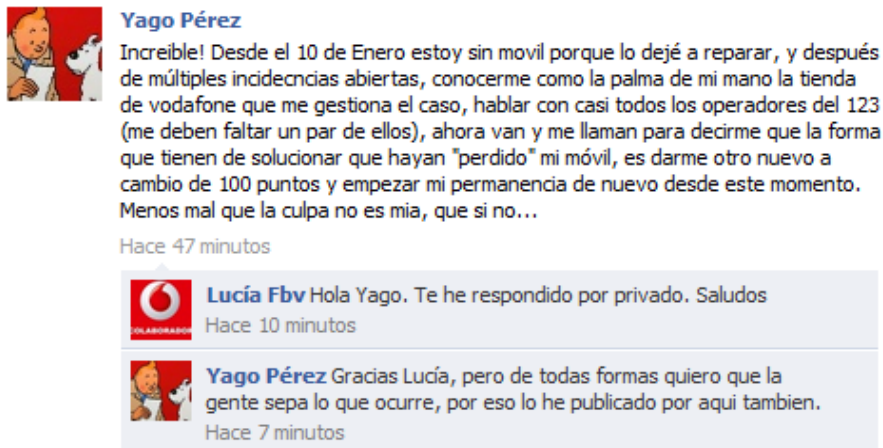 Yago Pérez
Increible! Desde el 10 de Enero estoy sin movil porque lo dejé a reparar, y después
de múltiples incidecncias abiertas, conocerme como la palma de mi mano la tienda
de vodafone que me gestiona el caso, hablar con casi todos los operadores del 123
(me deben faltar un par de ellos), ahora van y me llaman para decirme que la forma
que tienen de solucionar que hayan "perdido" mi móvil, es darme otro nuevo a
cambio de 100 puntos y empezar mi permanencia de nuevo desde este momento.
Menos mal que la culpa no es mia, que si no...
Hace 47 minutos
Lucía Fbv Hola Yago. Te he respondido por privado. Saludos
COLABORADOR
Hace 10 minutos
Yago Pérez Gracias Lucía, pero de todas formas quiero que la
gente sepa lo que ocurre, por eso lo he publicado por aqui tambien.
Hace 7 minutos